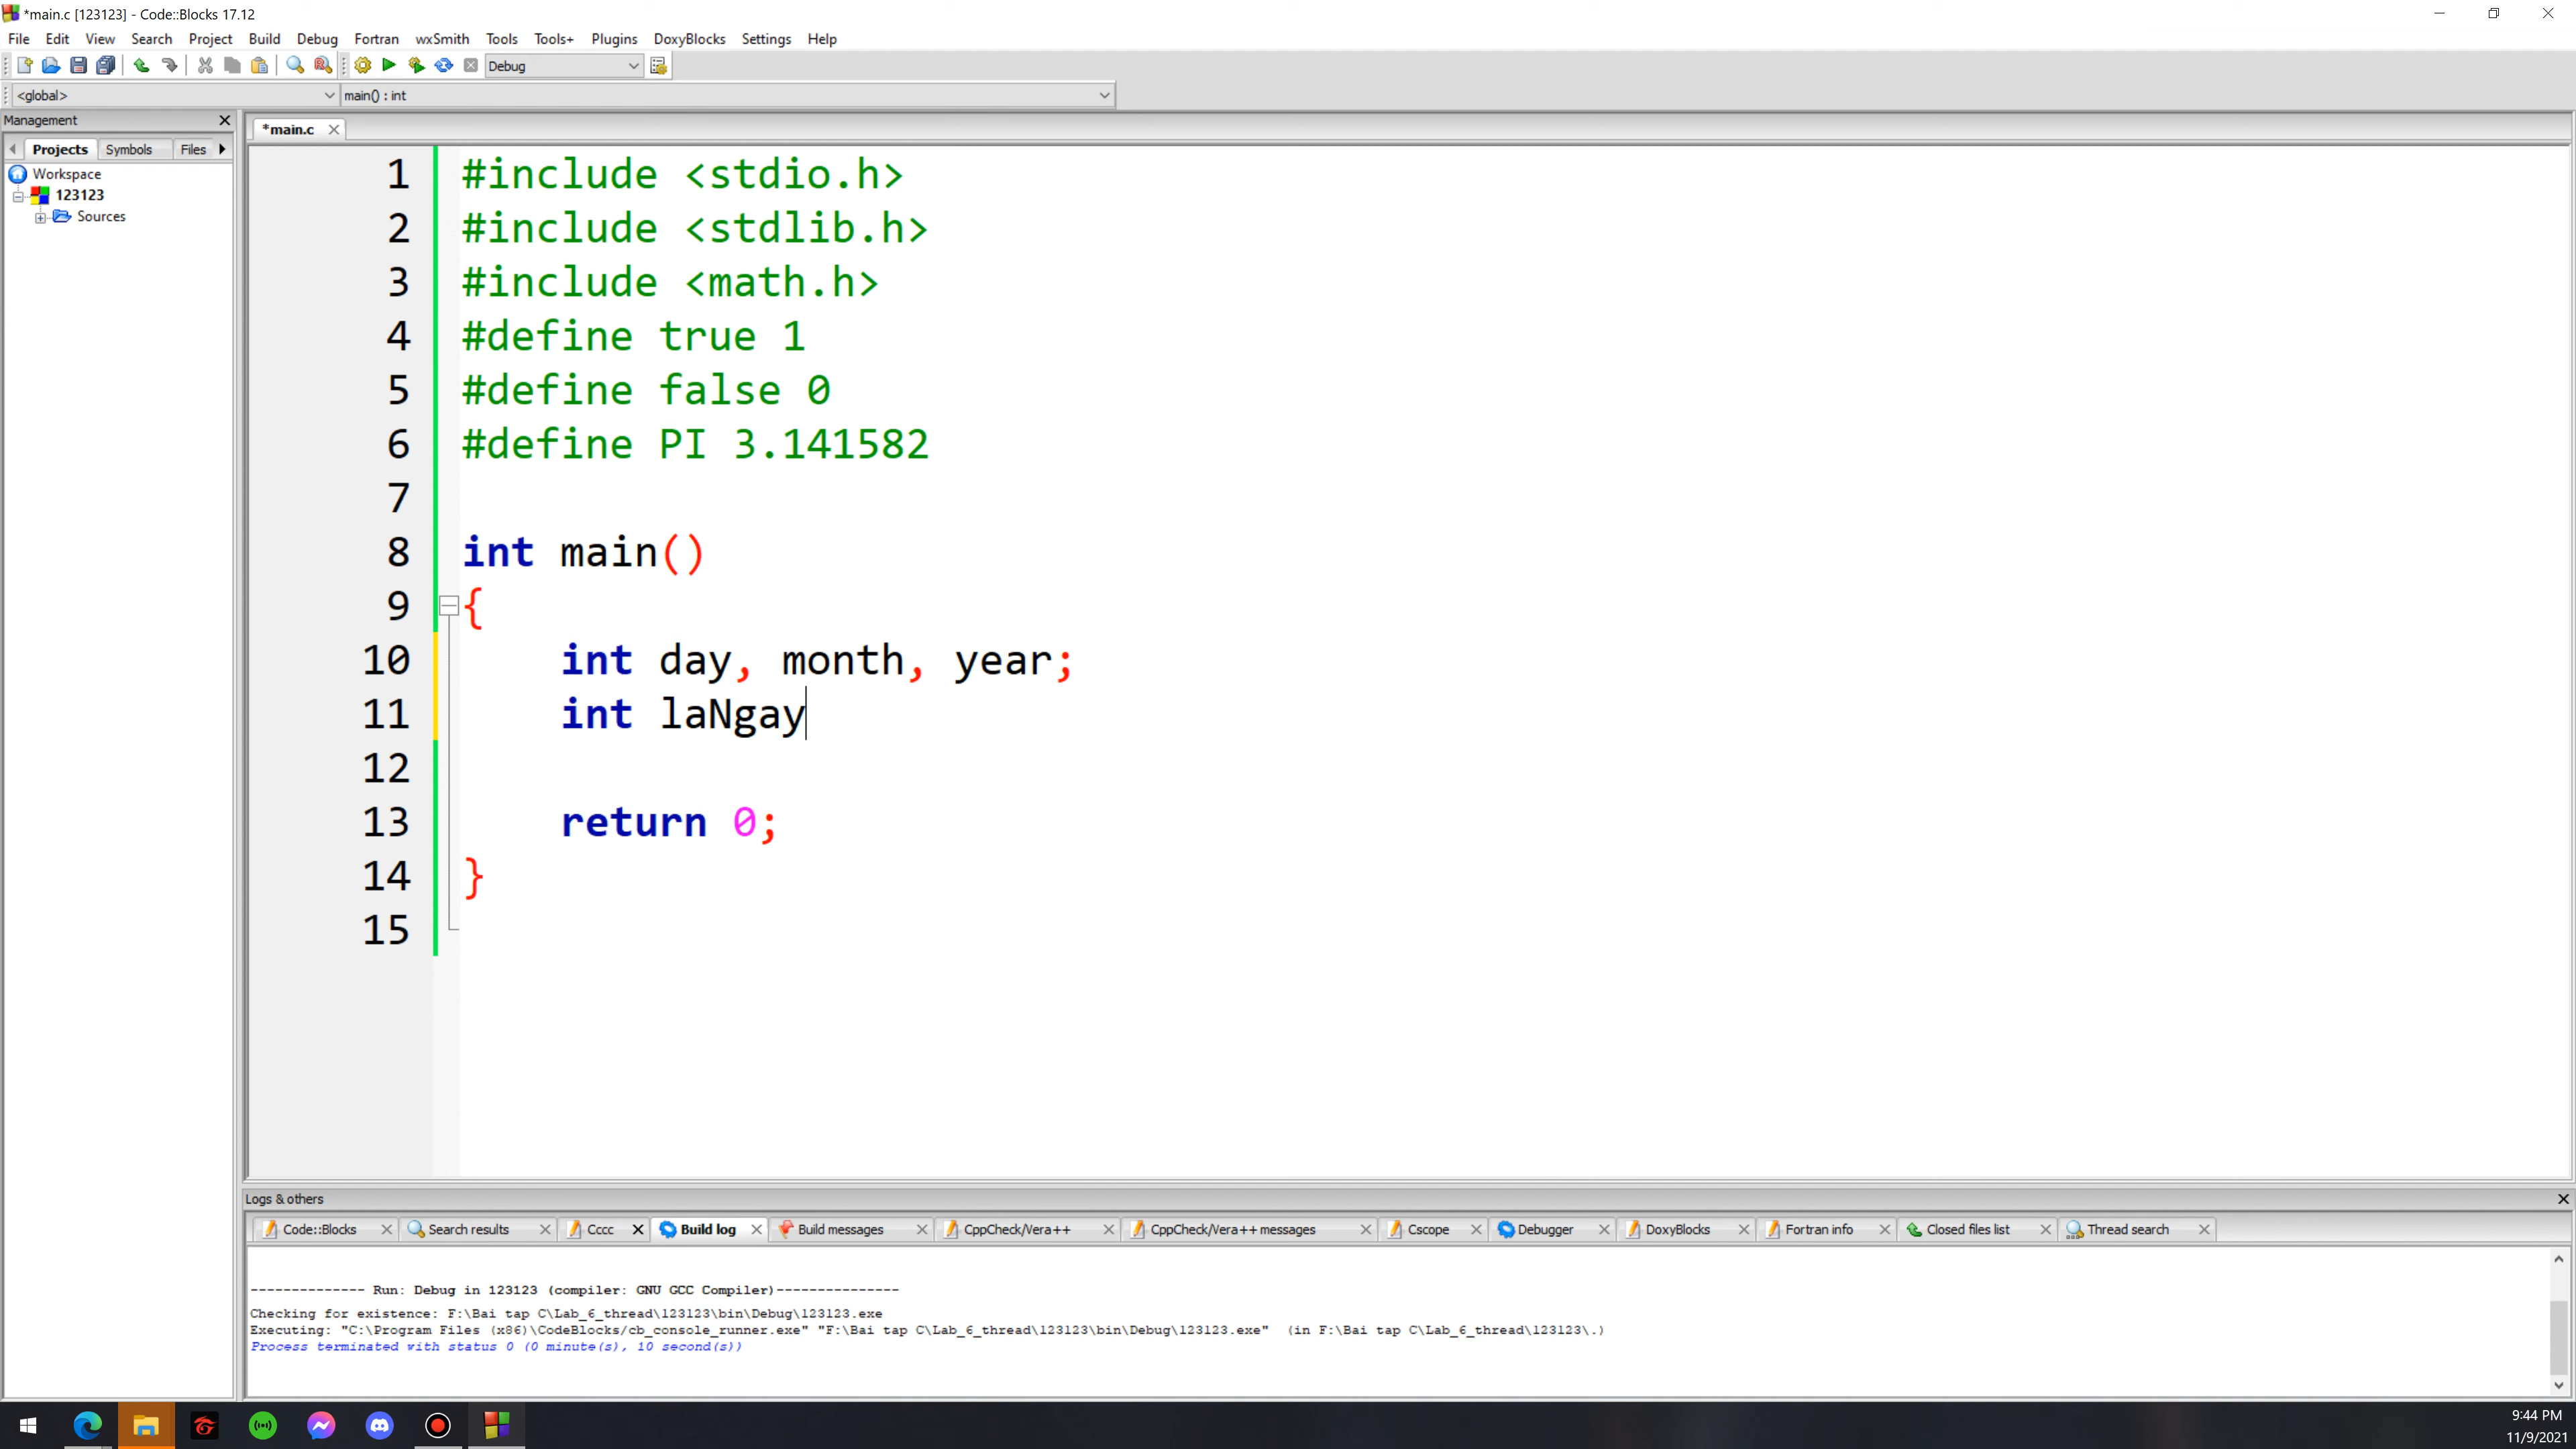 *main.c [123123] - Code::Blocks 17.12
File Edit View Search Project Build Debug Fortran wxSmith Tools Tools+ Plugins DoxyBlocks Settings Help
Debug
<global> main() : int
Management
*main.c
Projects Symbols Files
Workspace
123123
Sources
1 #include <stdio.h>
2 #include <stdlib.h>
3 #include <math.h>
4 #define true 1
5 #define false 0
6 #define PI 3.141582
7
8 int main()
9 {
10 int day, month, year;
11 int laNgay
12
13 return 0;
14 }
15
Logs & others
Code::Blocks Search results Cccc Build log Build messages CppCheck/Vera++ CppCheck/Vera++ messages Cscope Debugger DoxyBlocks Fortran info Closed files list Thread search
-------------- Run: Debug in 123123 (compiler: GNU GCC Compiler)---------------
Checking for existence: F:\Bai tap C\Lab_6_thread\123123\bin\Debug\123123.exe
Executing: "C:\Program Files (x86)\CodeBlocks/cb_console_runner.exe" "F:\Bai tap C\Lab_6_thread\123123\bin\Debug\123123.exe"  (in F:\Bai tap C\Lab_6_thread\123123\.)
Process terminated with status 0 (0 minute(s), 10 second(s))
9:44 PM
11/9/2021